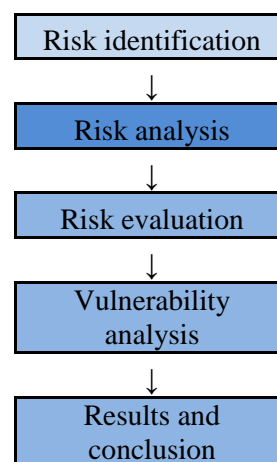 Risk identification
↓
Risk analysis
↓
Risk evaluation
↓
Vulnerability
analysis
↓
Results and
conclusion